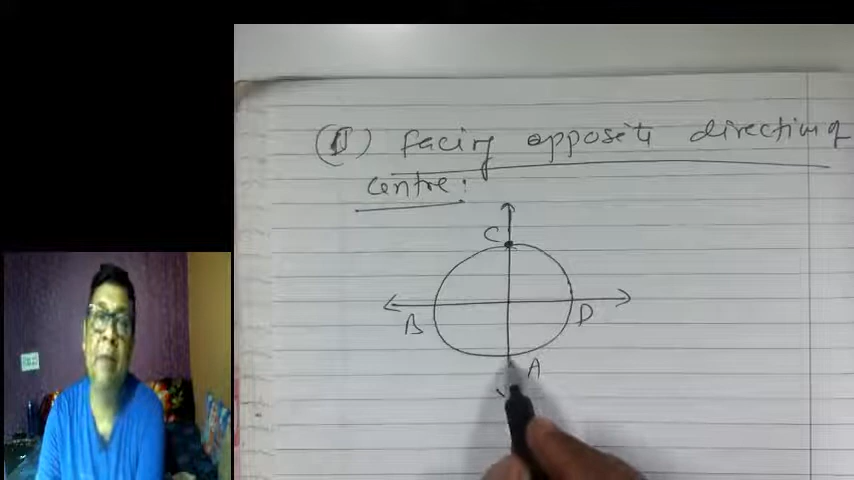 (II) Facing opposite direction of
centre:
C
B
D
A